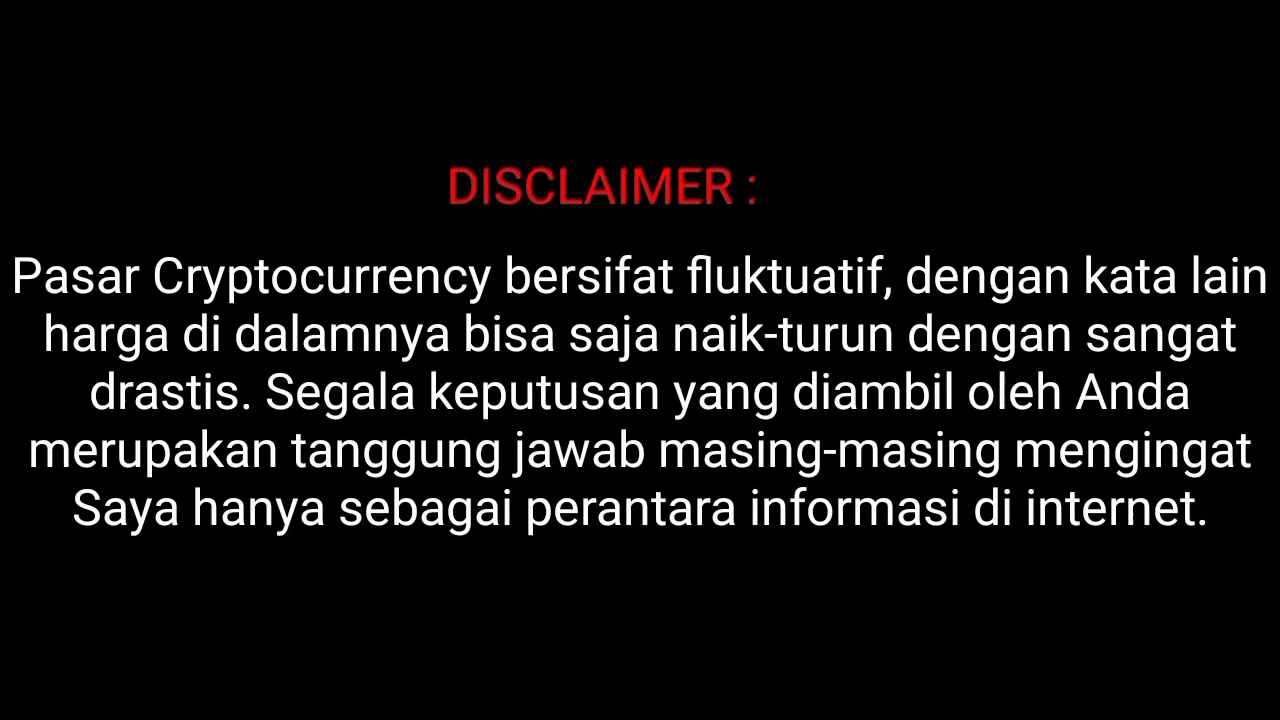 DISCLAIMER :
Pasar Cryptocurrency bersifat fluktuatif, dengan kata lain
harga di dalamnya bisa saja naik-turun dengan sangat
drastis. Segala keputusan yang diambil oleh Anda
merupakan tanggung jawab masing-masing mengingat
Saya hanya sebagai perantara informasi di internet.